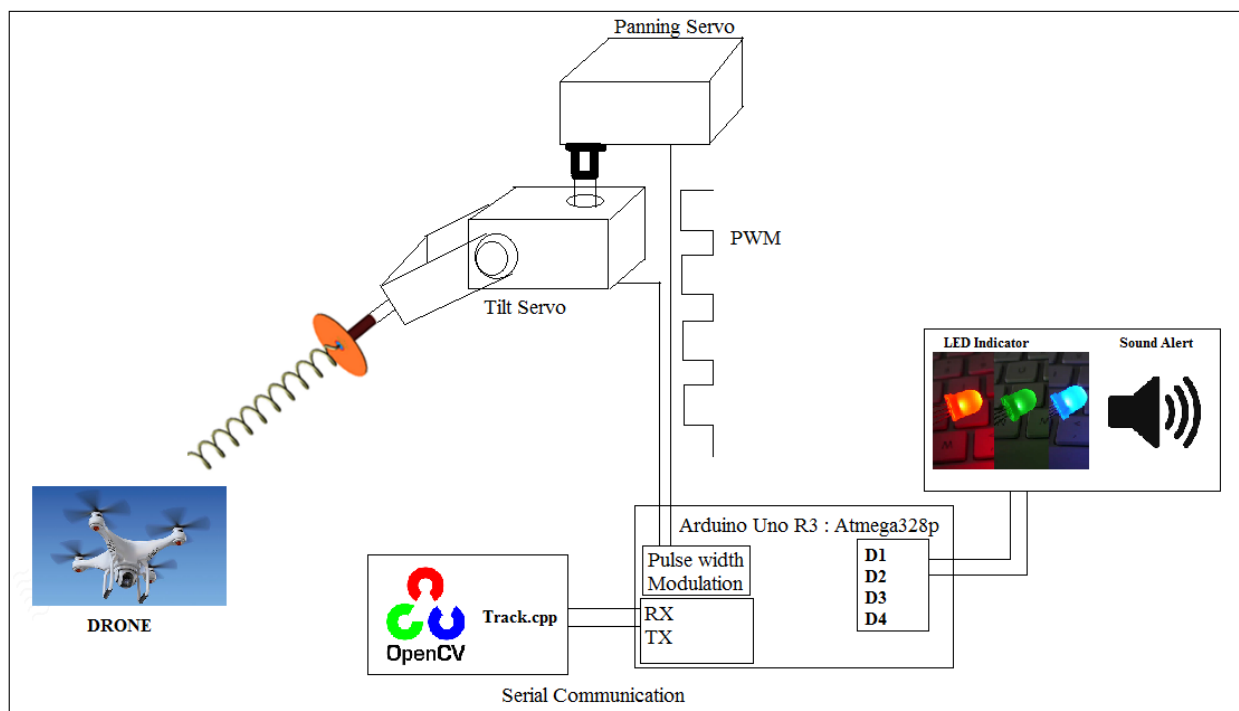 Panning Servo
PWM
Tilt Servo
LED Indicator
Sound Alert
Arduino Uno R3 : Atmega328p
Pulse width
Modulation
D1
D2
D3
D4
RX
TX
Track.cpp
OpenCV
DRONE
Serial Communication